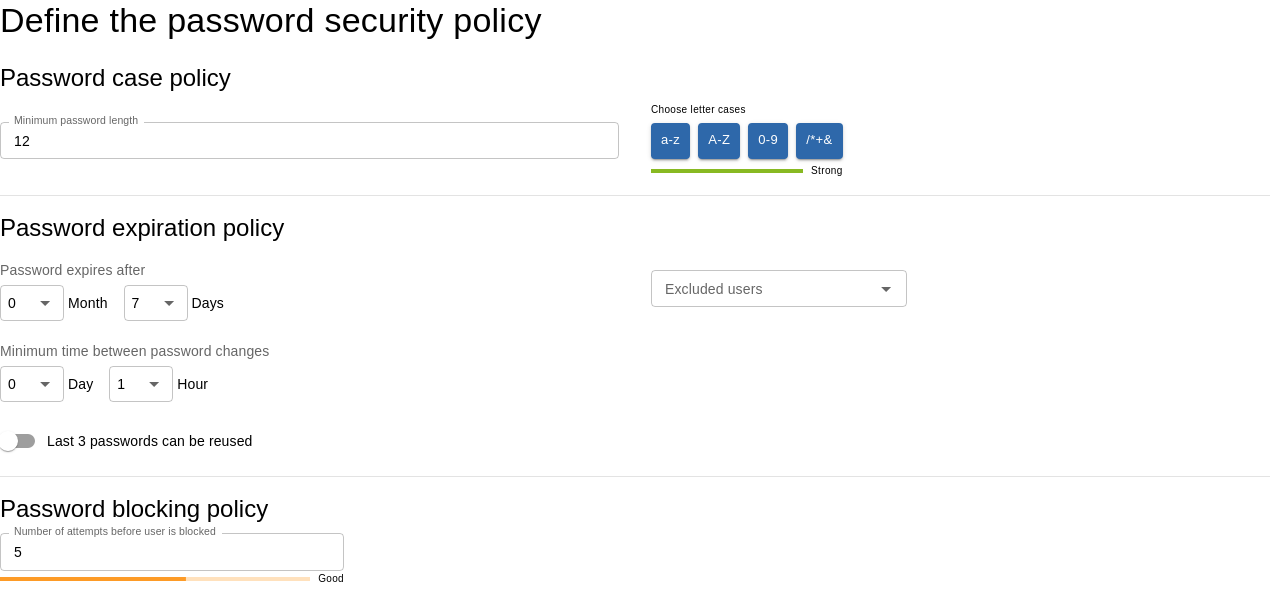 Define the password security policy
Password case policy
Minimum password length
12
Choose letter cases
a-z A-Z 0-9 /*+&
Strong
Password expiration policy
Password expires after
0 Month 7 Days
Excluded users
Minimum time between password changes
0 Day 1 Hour
Last 3 passwords can be reused
Password blocking policy
Number of attempts before user is blocked
5
Good